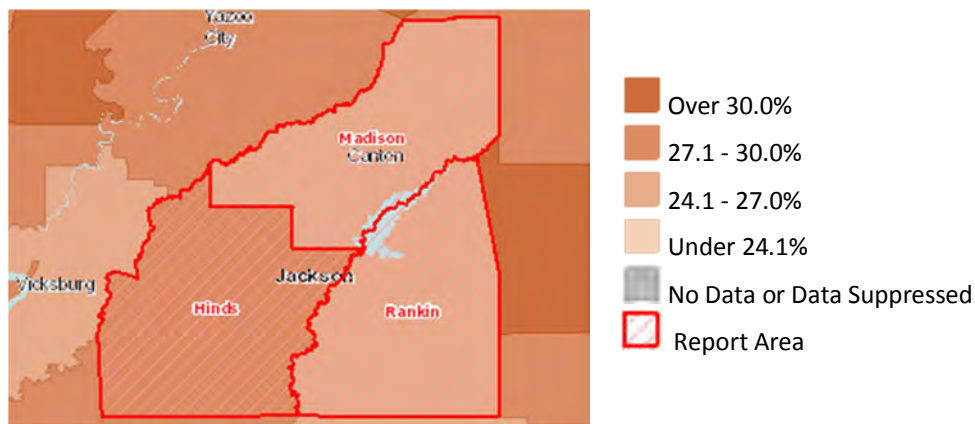 Yazoo
City
Madison
Canton
Jackson
Vicksburg
Hinds
Rankin
Over 30.0%
27.1 - 30.0%
24.1 - 27.0%
Under 24.1%
No Data or Data Suppressed
Report Area